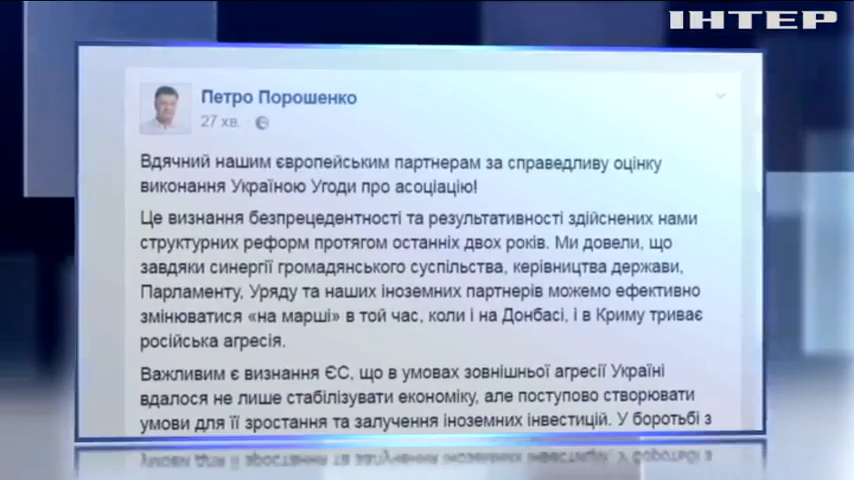 ІНТЕР
Петро Порошенко
27 хв. ·
Вдячний нашим європейським партнерам за справедливу оцінку
виконання Україною Угоди про асоціацію!
Це визнання безпрецедентності та результативності здійснених нами
структурних реформ протягом останніх двох років. Ми довели, що
завдяки синергії громадянського суспільства, керівництва держави,
Парламенту, Уряду та наших іноземних партнерів можемо ефективно
змінюватися «на марші» в той час, коли і на Донбасі, і в Криму триває
російська агресія.
Важливим є визнання ЄС, що в умовах зовнішньої агресії Україні
вдалося не лише стабілізувати економіку, але поступово створювати
умови для її зростання та залучення іноземних інвестицій. У боротьбі з